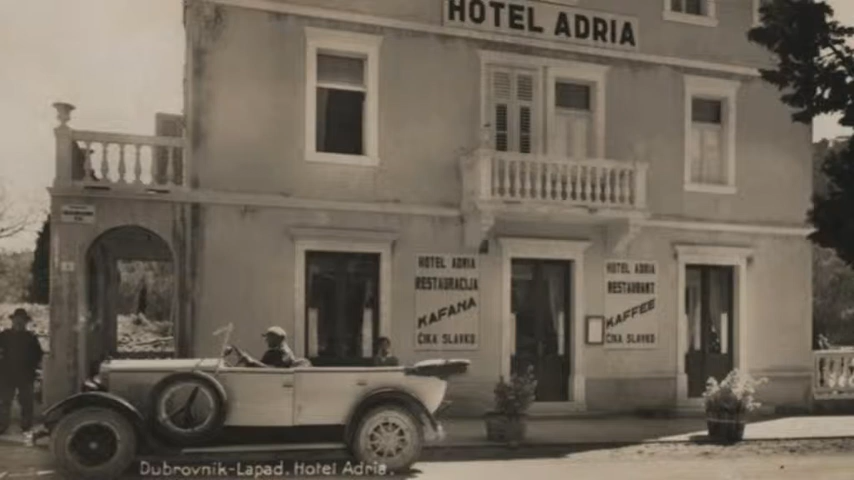 HOTEL ADRIA
HOTEL ADRIA
RESTAURACIJA
KAFANA
ČIKA SLAVKO
HOTEL ADRIA
RESTAURANT
KAFFEE
ČIKA SLAVKO
Dubrovnik-Lapad. Hotel Adria.